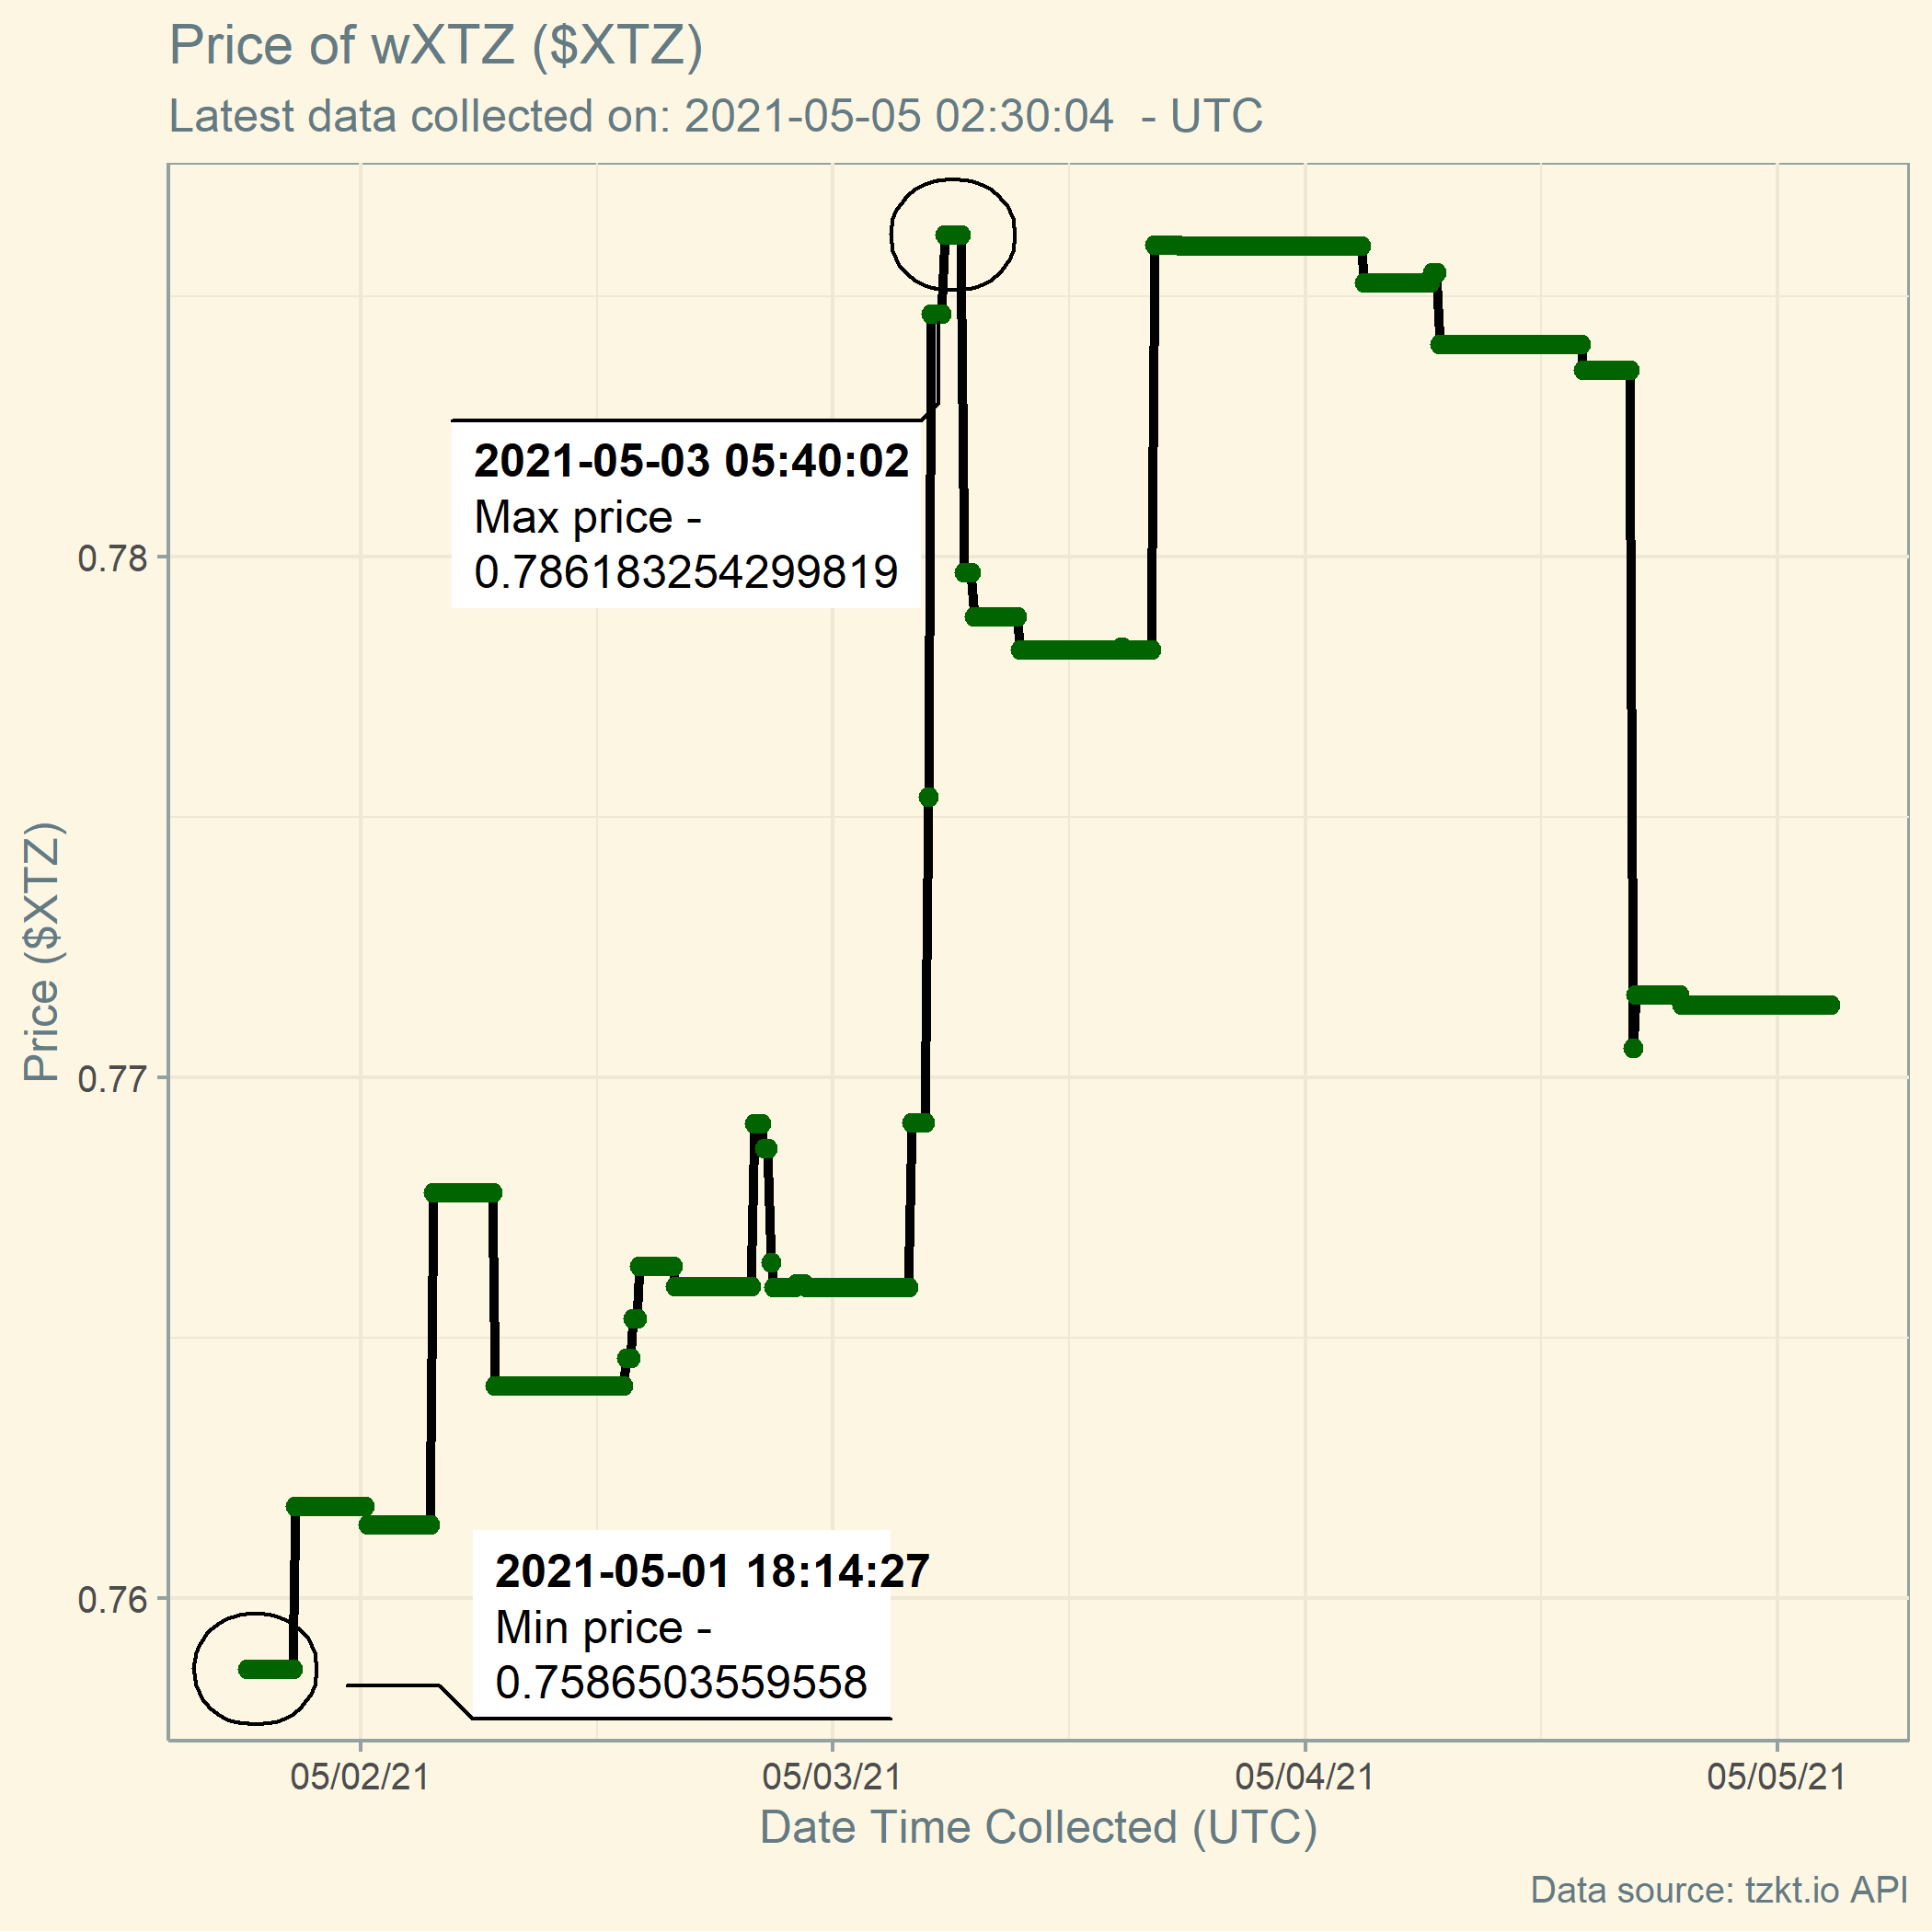 Price of wXTZ ($XTZ)
Latest data collected on: 2021-05-05 02:30:04  - UTC
2021-05-03 05:40:02
Max price -
0.786183254299819
0.78
Price ($XTZ)
0.77
2021-05-01 18:14:27
Min price -
0.7586503559558
0.76
05/02/21
05/03/21
05/04/21
05/05/21
Date Time Collected (UTC)
Data source: tzkt.io API